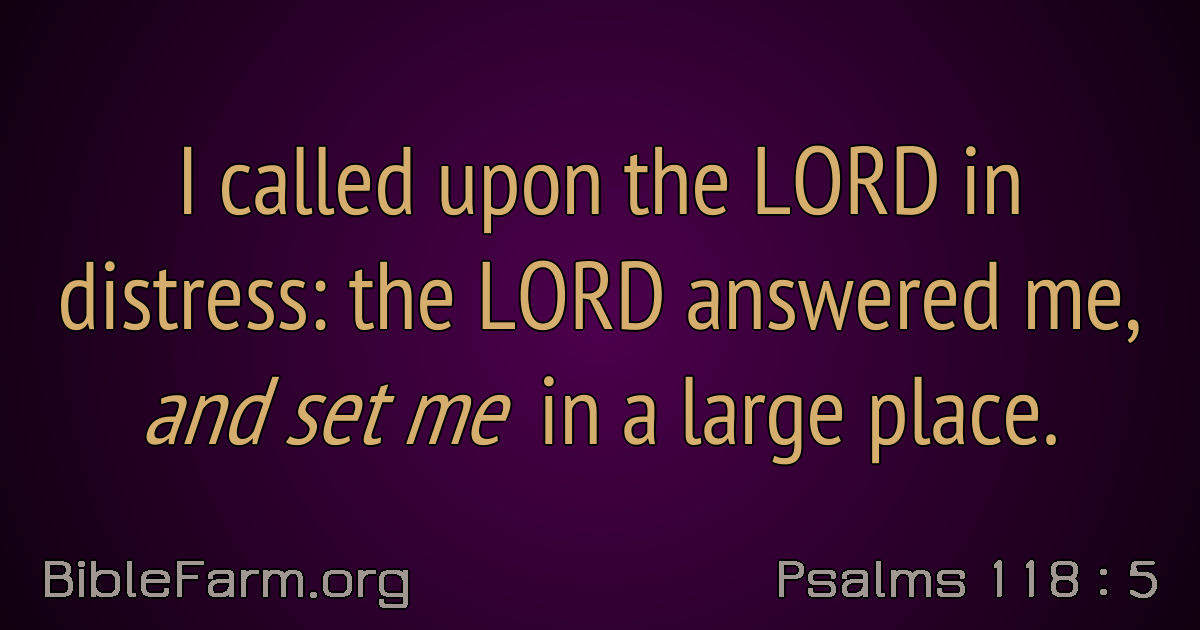 I called upon the LORD in
distress: the LORD answered me,
and set me in a large place.
BibleFarm.org
Psalms 118 : 5